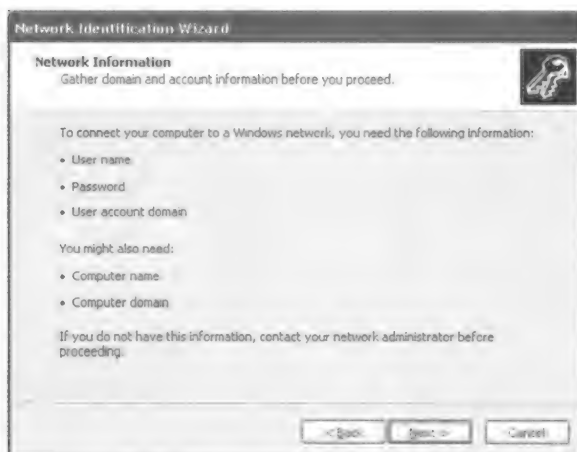 Network Identification Wizard
Network Information
Gather domain and account information before you proceed.
To connect your computer to a Windows network, you need the following information:
• User name
• Password
• User account domain
You might also need:
• Computer name
• Computer domain
If you do not have this information, contact your network administrator before
proceeding.
< Back
Next >
Cancel